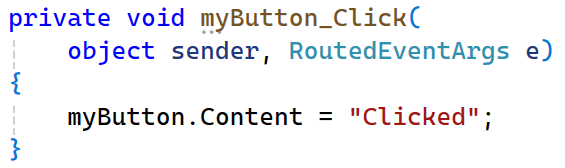 private void myButton_Click(
    object sender, RoutedEventArgs e)
{
    myButton.Content = "Clicked";
}